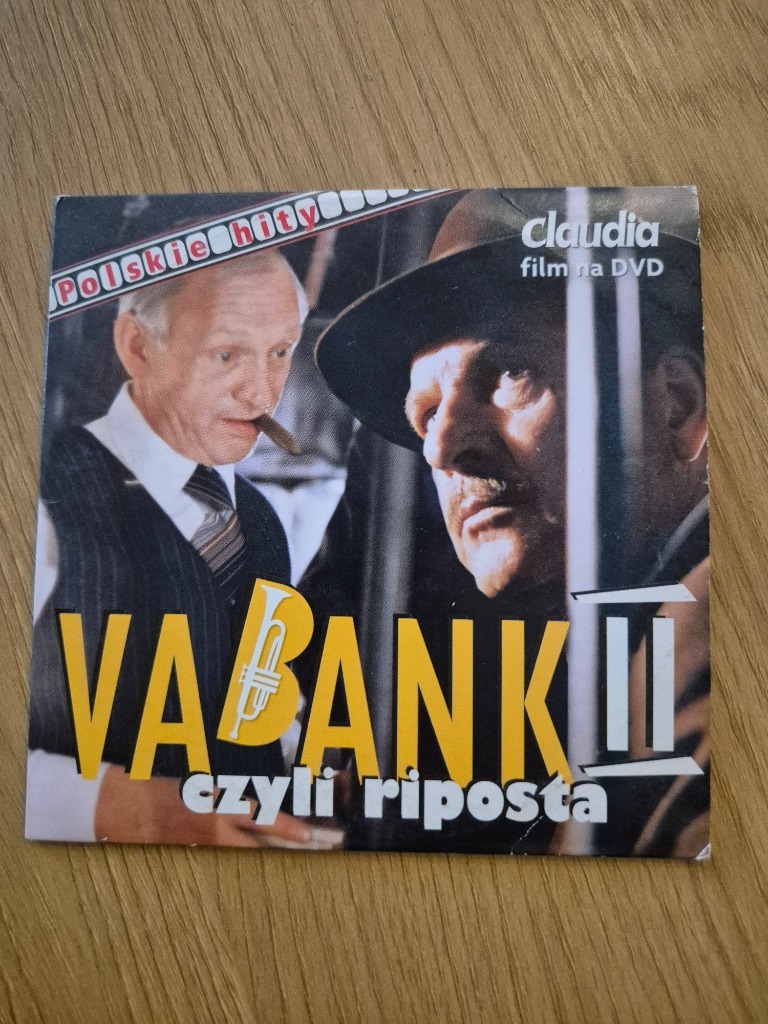 Polskie hity
Claudia
film na DVD
VABANK II
czyli riposta